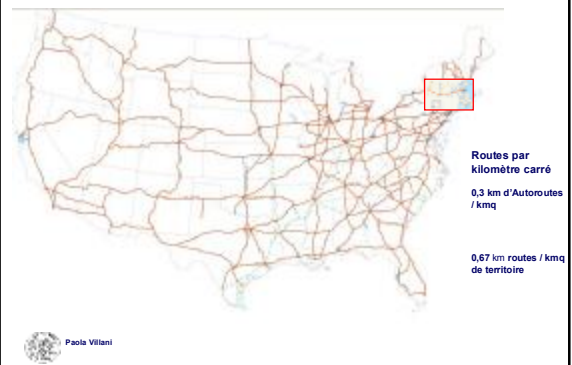 Routes par
kilomètre carré
0,3 km d'Autoroutes
/ kmq
0,67 km routes / kmq
de territoire
Paola Villani